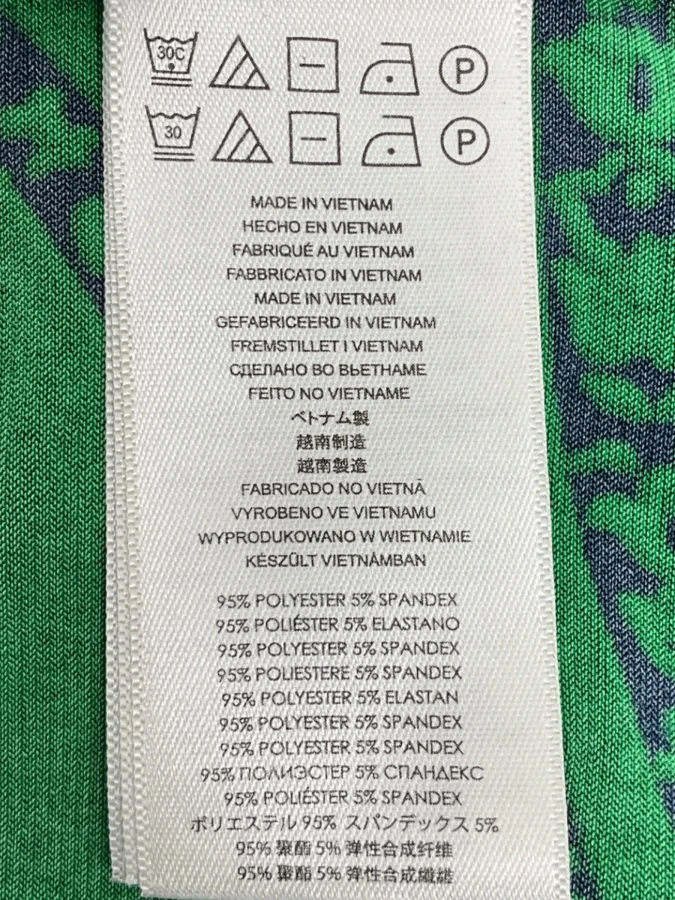 30C P
30 P
MADE IN VIETNAM
HECHO EN VIETNAM
FABRIQUÉ AU VIETNAM
FABBRICATO IN VIETNAM
MADE IN VIETNAM
GEFABRICEERD IN VIETNAM
FREMSTILLET I VIETNAM
СДЕЛАНО ВО ВЬЕТНАМЕ
FEITO NO VIETNAME
ベトナム製
越南制造
越南製造
FABRICADO NO VIETNÃ
VYROBENO VE VIETNAMU
WYPRODUKOWANO W WIETNAMIE
KÉSZÜLT VIETNÁMBAN
95% POLYESTER 5% SPANDEX
95% POLIÉSTER 5% ELASTANO
95% POLYESTER 5% SPANDEX
95% POLIESTERE 5% SPANDEX
95% POLYESTER 5% ELASTAN
95% POLYESTER 5% SPANDEX
95% POLYESTER 5% SPANDEX
95% ПОЛИЭСТЕР 5% СПАНДЕКС
95% POLIÉSTER 5% SPANDEX
ポリエステル 95% スパンデックス 5%
95% 聚酯 5% 弹性合成纤维
95% 聚酯 5% 弹性合成纖維